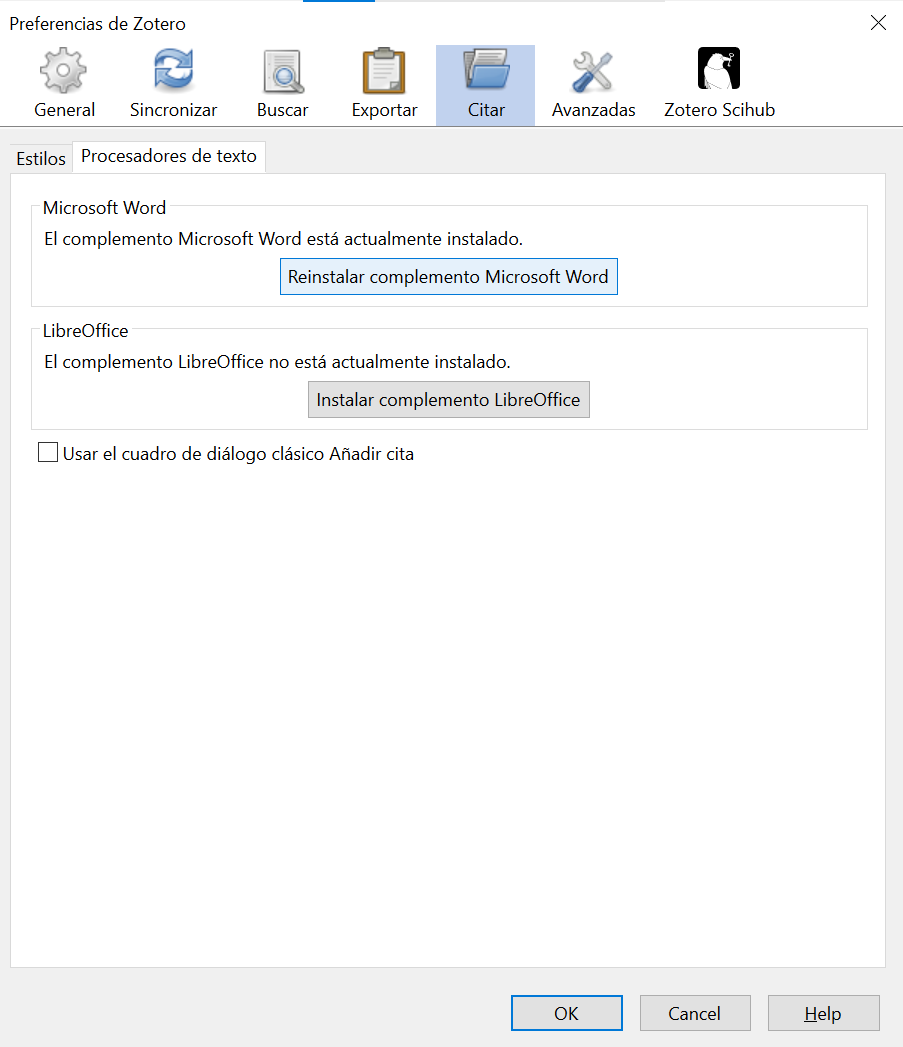 Preferencias de Zotero
General Sincronizar Buscar Exportar Citar Avanzadas Zotero Scihub
Estilos Procesadores de texto
Microsoft Word
El complemento Microsoft Word está actualmente instalado.
Reinstalar complemento Microsoft Word
LibreOffice
El complemento LibreOffice no está actualmente instalado.
Instalar complemento LibreOffice
Usar el cuadro de diálogo clásico Añadir cita
OK Cancel Help